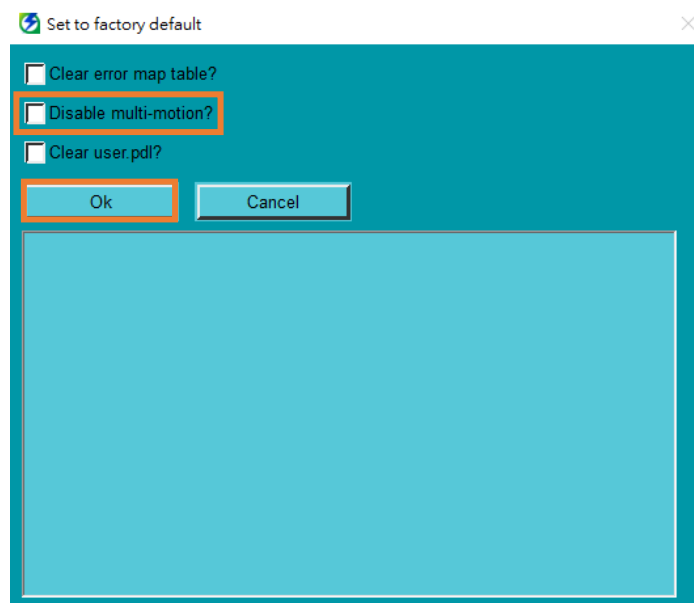 Set to factory default
Clear error map table?
Disable multi-motion?
Clear user.pdl?
Ok
Cancel